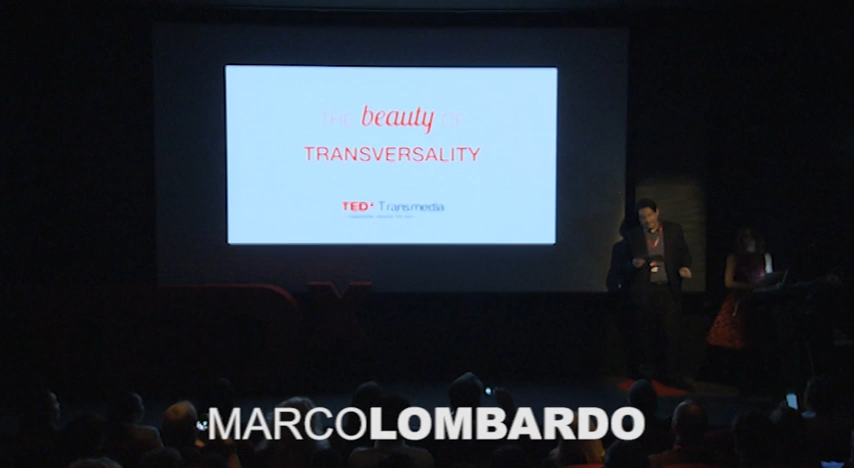 THE beauty OF
TRANSVERSALITY
TEDx Transmedia
MARCOLOMBARDO